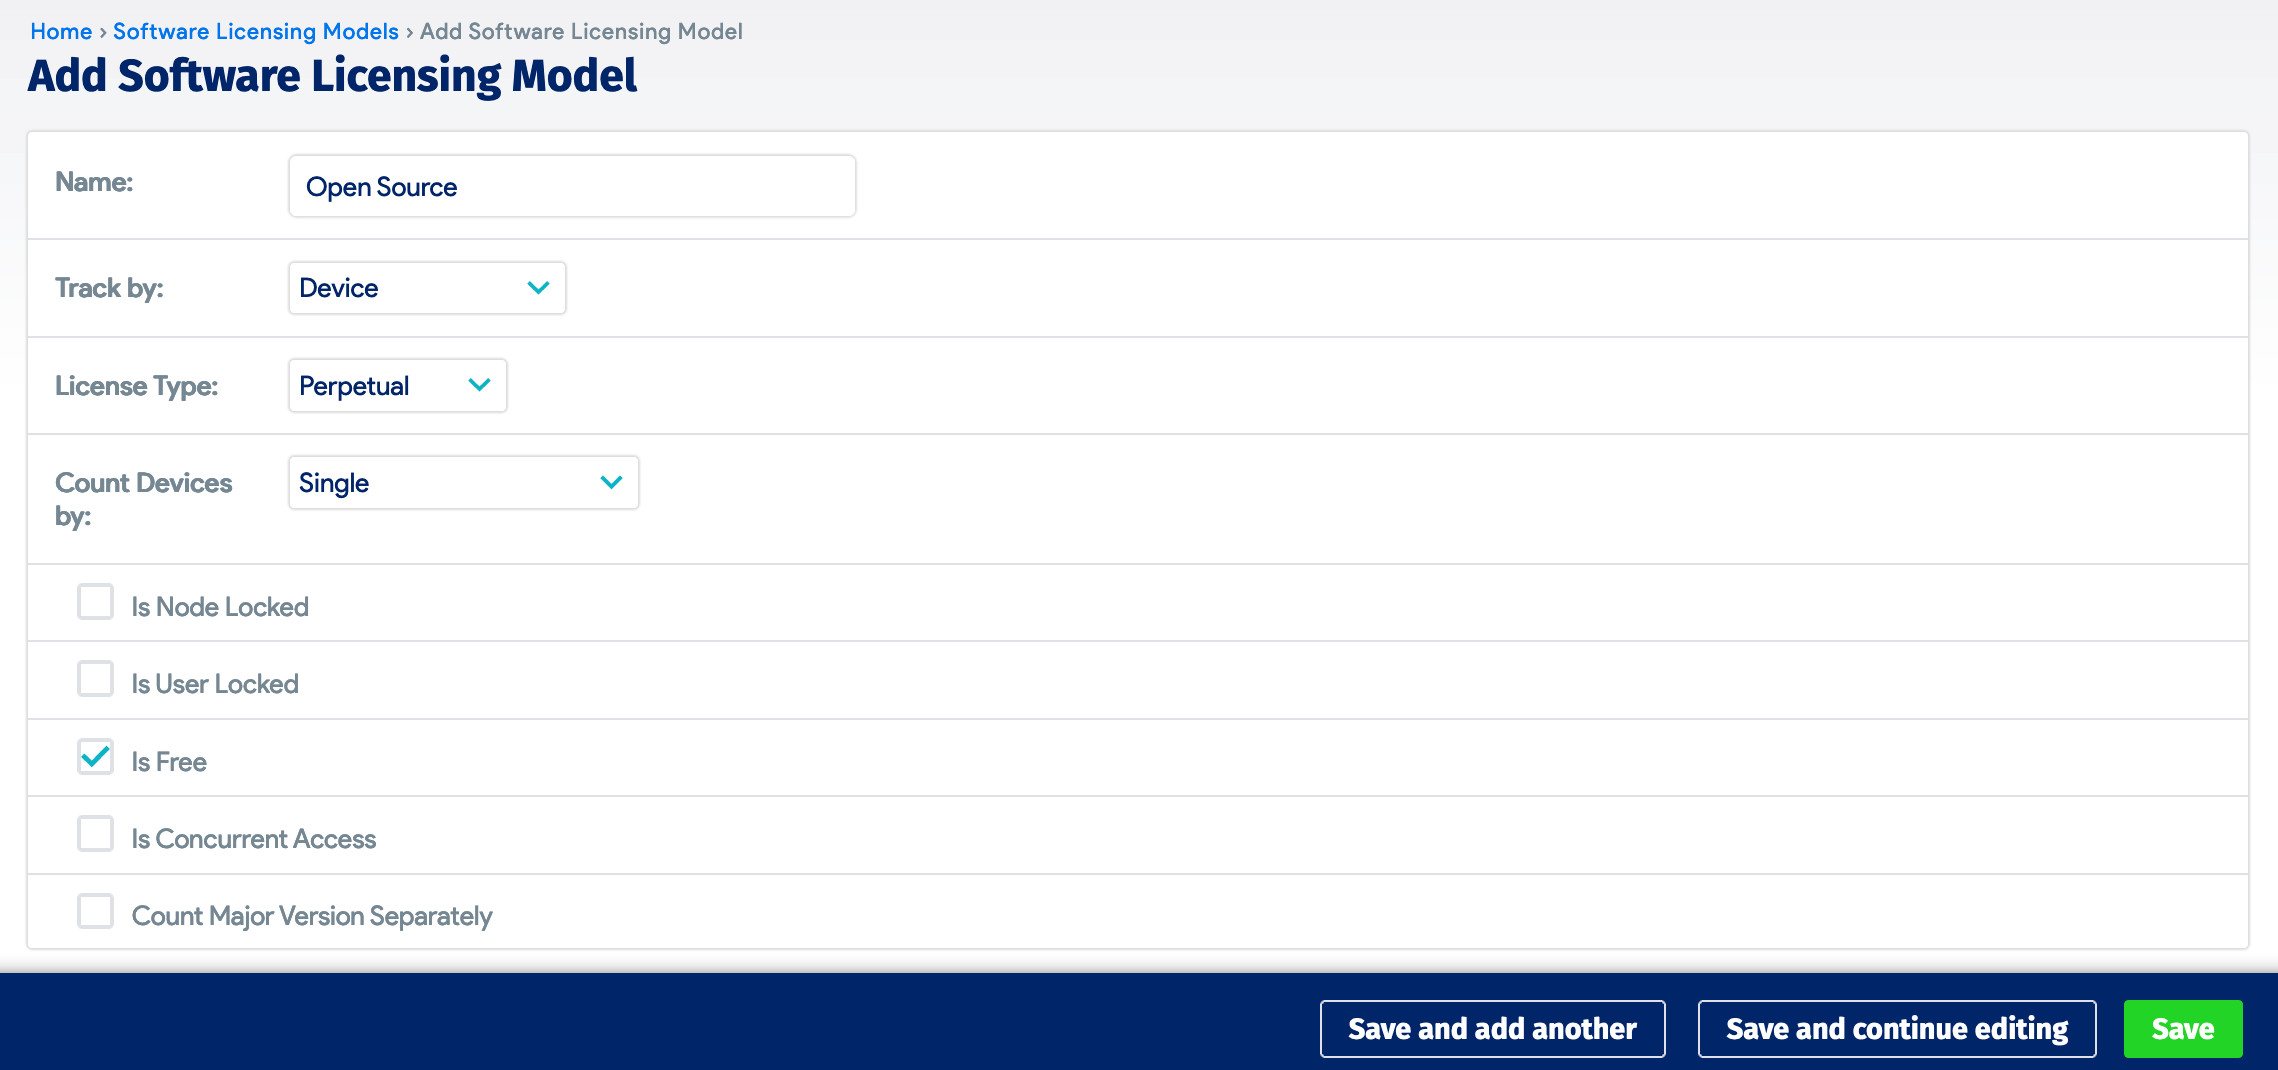 Home › Software Licensing Models › Add Software Licensing Model
Add Software Licensing Model
Name: Open Source
Track by: Device
License Type: Perpetual
Count Devices by: Single
Is Node Locked
Is User Locked
Is Free
Is Concurrent Access
Count Major Version Separately
Save and add another Save and continue editing Save